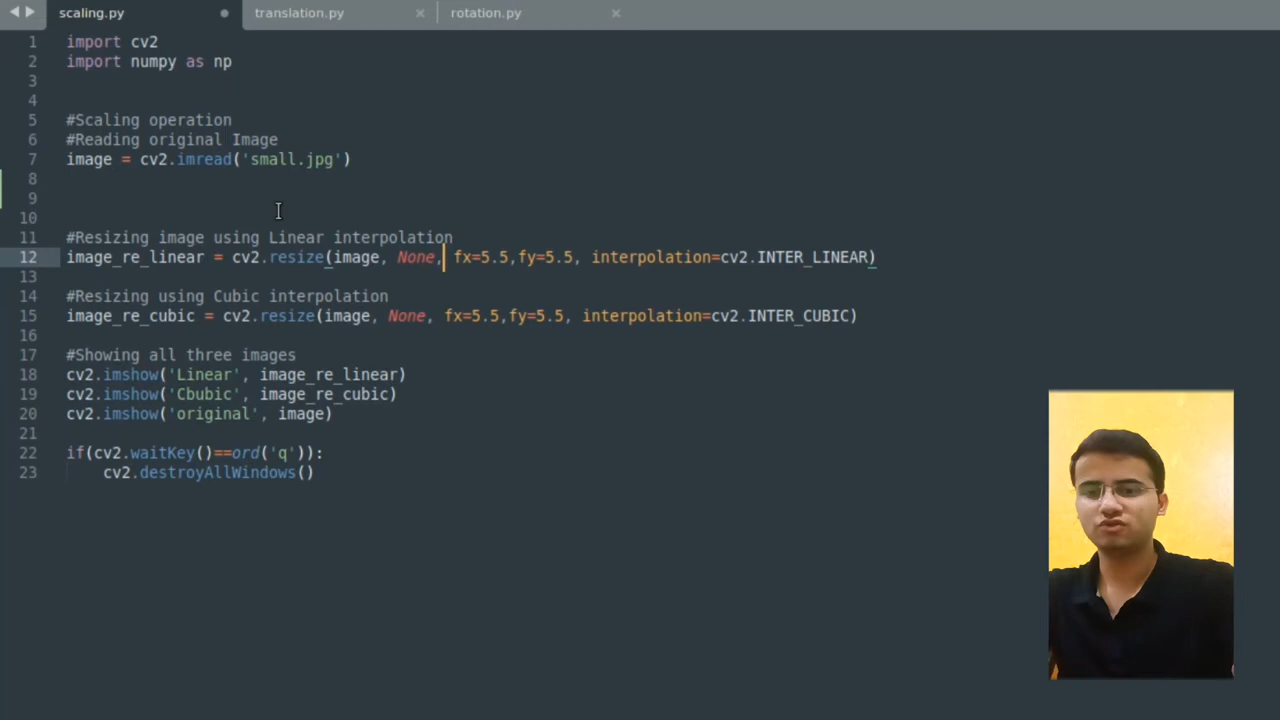 scaling.py translation.py rotation.py
1 import cv2
2 import numpy as np
3
4
5 #Scaling operation
6 #Reading original Image
7 image = cv2.imread('small.jpg')
8
9
10
11 #Resizing image using Linear interpolation
12 image_re_linear = cv2.resize(image, None, fx=5.5,fy=5.5, interpolation=cv2.INTER_LINEAR)
13
14 #Resizing using Cubic interpolation
15 image_re_cubic = cv2.resize(image, None, fx=5.5,fy=5.5, interpolation=cv2.INTER_CUBIC)
16
17 #Showing all three images
18 cv2.imshow('Linear', image_re_linear)
19 cv2.imshow('Cbubic', image_re_cubic)
20 cv2.imshow('original', image)
21
22 if(cv2.waitKey()==ord('q')):
23     cv2.destroyAllWindows()